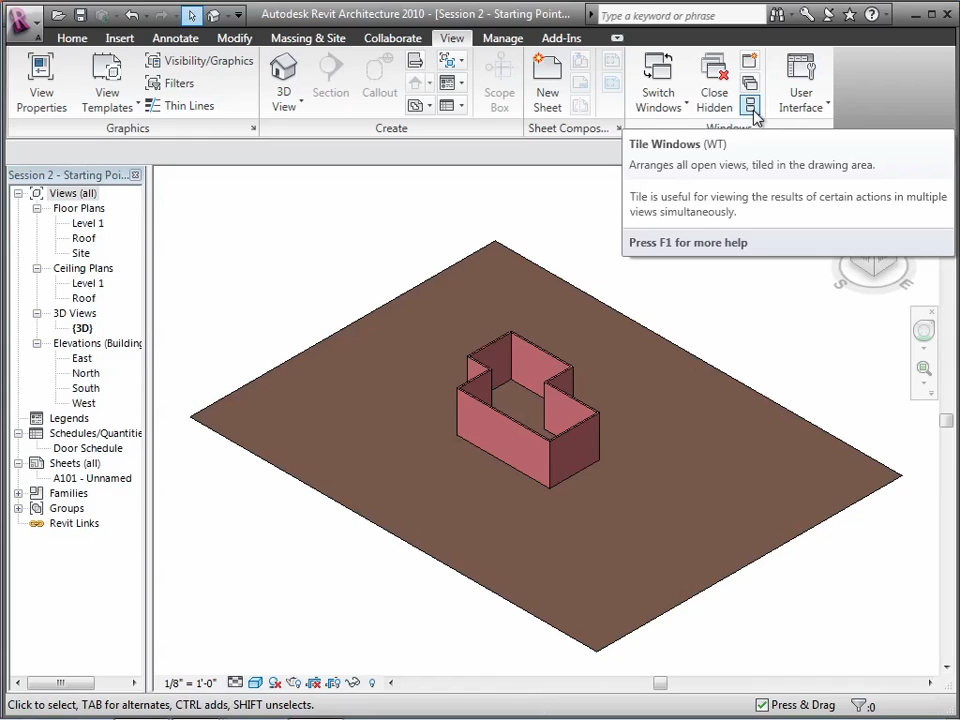 Autodesk Revit Architecture 2010 - [Session 2 - Starting Point...
Type a keyword or phrase
Home Insert Annotate Modify Massing & Site Collaborate View Manage Add-Ins
View Properties
View Templates
Visibility/Graphics
Filters
Thin Lines
3D View
Section
Callout
Scope Box
New Sheet
Switch Windows
Close Hidden
User Interface
Graphics
Create
Sheet Compos...
Windows
Tile Windows (WT)
Arranges all open views, tiled in the drawing area.
Tile is useful for viewing the results of certain actions in multiple
views simultaneously.
Press F1 for more help
Session 2 - Starting Poi...
Views (all)
Floor Plans
Level 1
Roof
Site
Ceiling Plans
Level 1
Roof
3D Views
{3D}
Elevations (Building
East
North
South
West
Legends
Schedules/Quantitie
Door Schedule
Sheets (all)
A101 - Unnamed
Families
Groups
Revit Links
S E
1/8" = 1'-0"
Click to select, TAB for alternates, CTRL adds, SHIFT unselects.
Press & Drag
:0